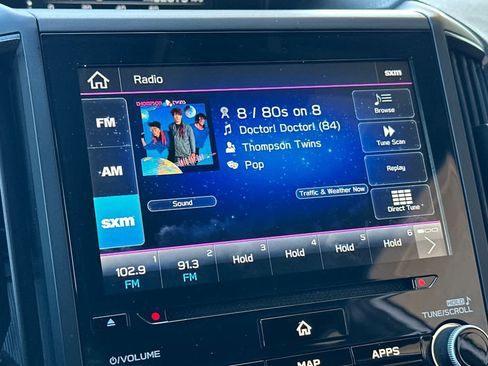 Radio
sxm
FM
AM
sxm
THOMPSON TWINS
8 / 80s on 8
Doctor! Doctor! (84)
Thompson Twins
Pop
Browse
Tune Scan
Replay
Direct Tune
Sound
Traffic & Weather Now
1
102.9
FM
2
91.3
FM
3
Hold
4
Hold
5
Hold
6
Hold
HOLD
TUNE/SCROLL
VOLUME
MAP
APPS